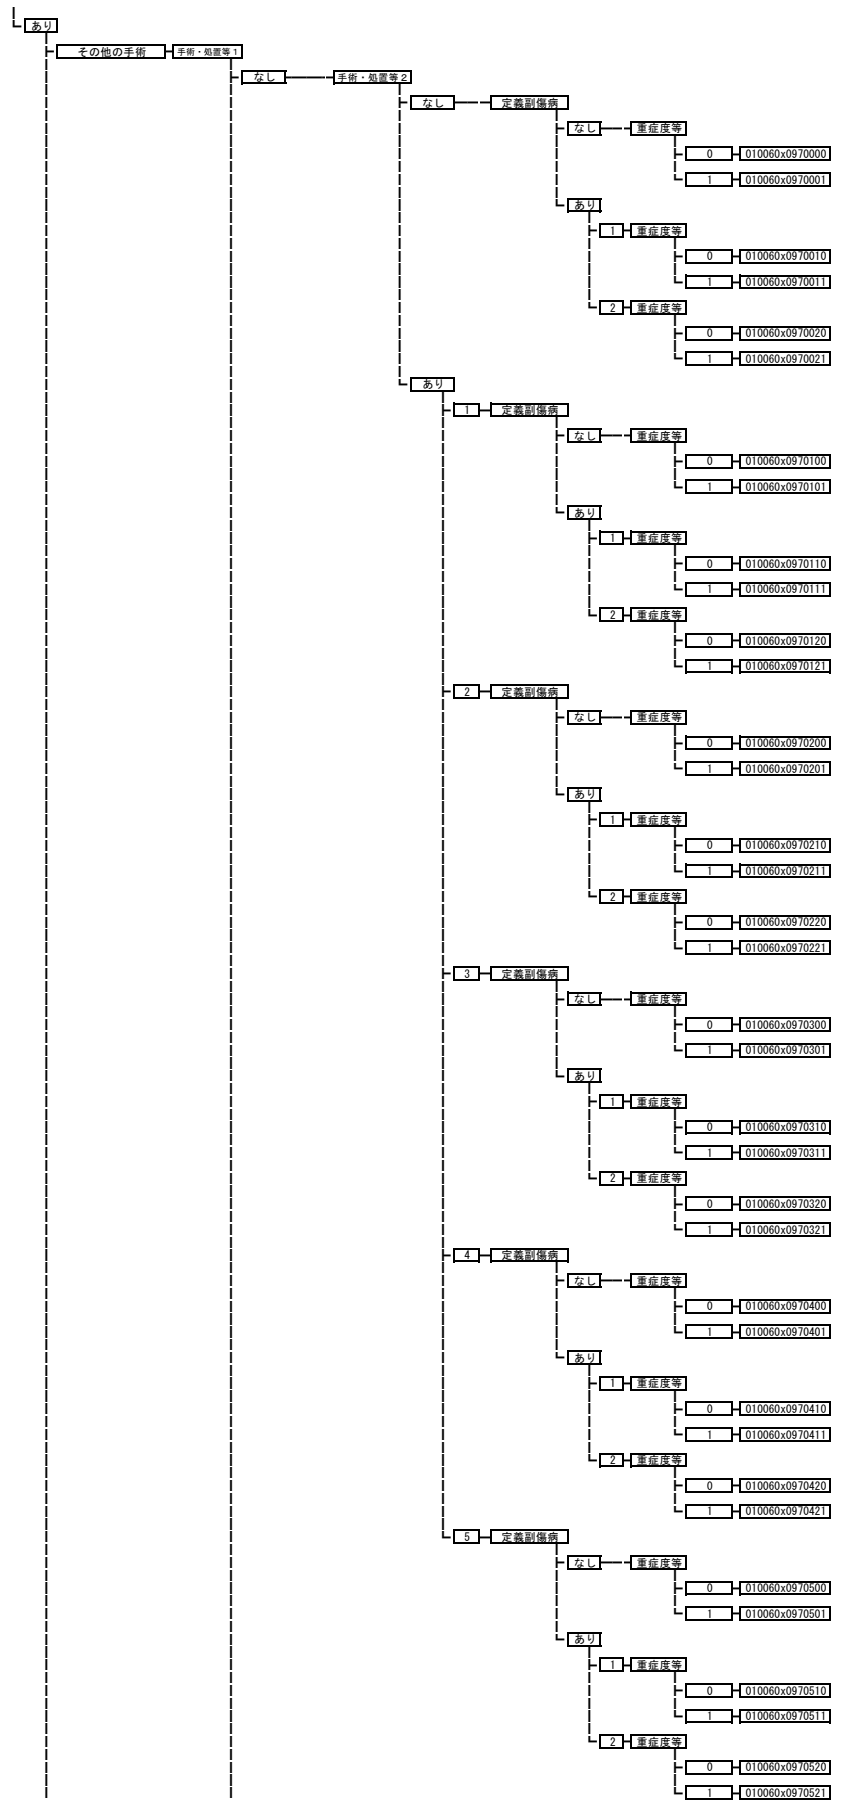 あり
その他の手術 手術・処置等1
なし 手術・処置等2
なし 定義副傷病
なし 重症度等
0 010060x0970000
1 010060x0970001
あり
1 重症度等
0 010060x0970010
1 010060x0970011
2 重症度等
0 010060x0970020
1 010060x0970021
あり
1 定義副傷病
なし 重症度等
0 010060x0970100
1 010060x0970101
あり
1 重症度等
0 010060x0970110
1 010060x0970111
2 重症度等
0 010060x0970120
1 010060x0970121
2 定義副傷病
なし 重症度等
0 010060x0970200
1 010060x0970201
あり
1 重症度等
0 010060x0970210
1 010060x0970211
2 重症度等
0 010060x0970220
1 010060x0970221
3 定義副傷病
なし 重症度等
0 010060x0970300
1 010060x0970301
あり
1 重症度等
0 010060x0970310
1 010060x0970311
2 重症度等
0 010060x0970320
1 010060x0970321
4 定義副傷病
なし 重症度等
0 010060x0970400
1 010060x0970401
あり
1 重症度等
0 010060x0970410
1 010060x0970411
2 重症度等
0 010060x0970420
1 010060x0970421
5 定義副傷病
なし 重症度等
0 010060x0970500
1 010060x0970501
あり
1 重症度等
0 010060x0970510
1 010060x0970511
2 重症度等
0 010060x0970520
1 010060x0970521